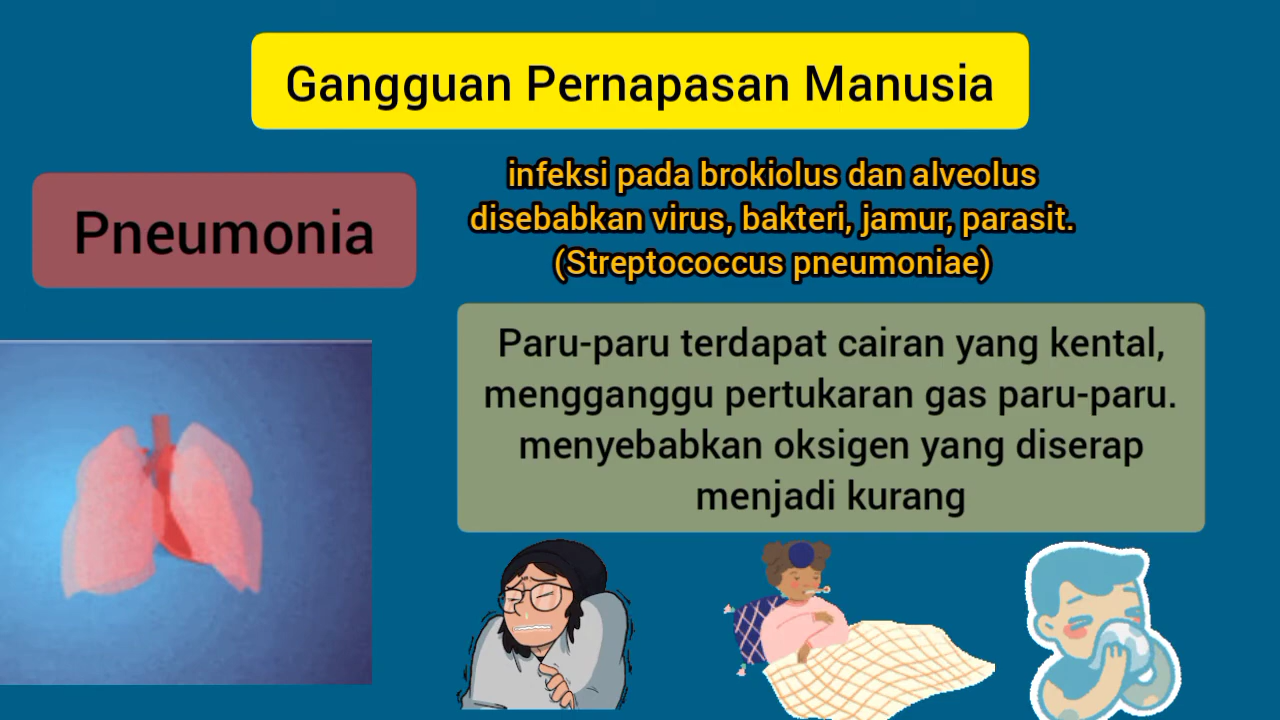 Gangguan Pernapasan Manusia
Pneumonia
infeksi pada brokiolus dan alveolus
disebabkan virus, bakteri, jamur, parasit.
(Streptococcus pneumoniae)
Paru-paru terdapat cairan yang kental,
mengganggu pertukaran gas paru-paru.
menyebabkan oksigen yang diserap
menjadi kurang